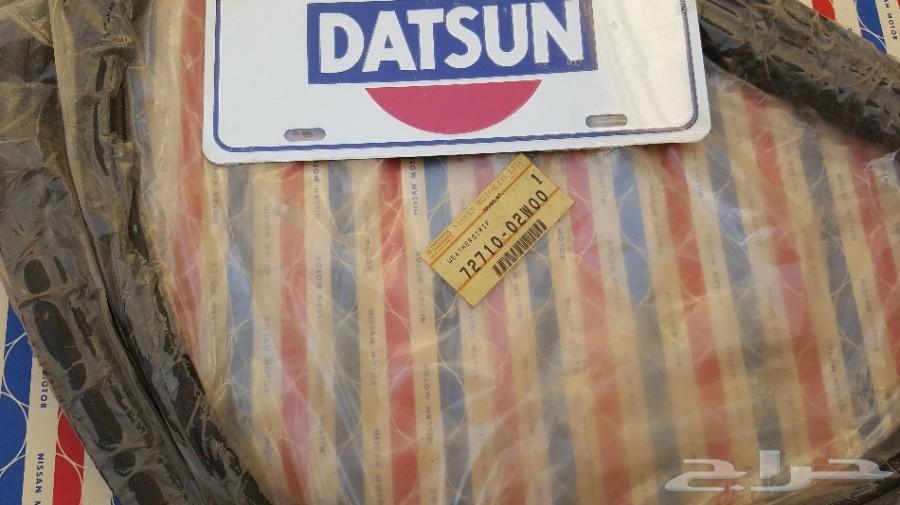 DATSUN
NISSAN MOTOR CO., LTD.
WEATHERSTRIP
1
72710-02W00
NISSAN MOTOR
حراج